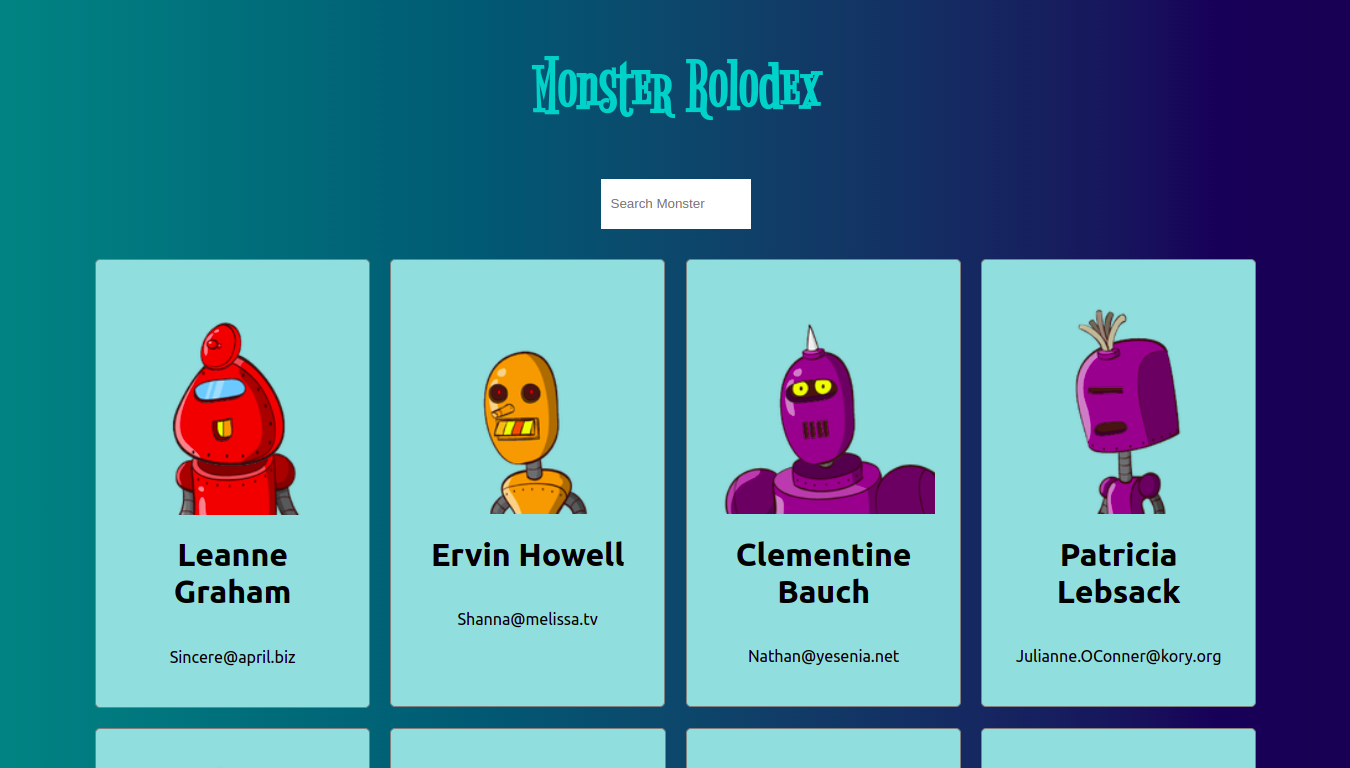 Monster Rolodex
Search Monster
Leanne
Graham
Sincere@april.biz
Ervin Howell
Shanna@melissa.tv
Clementine
Bauch
Nathan@yesenia.net
Patricia
Lebsack
Julianne.OConner@kory.org